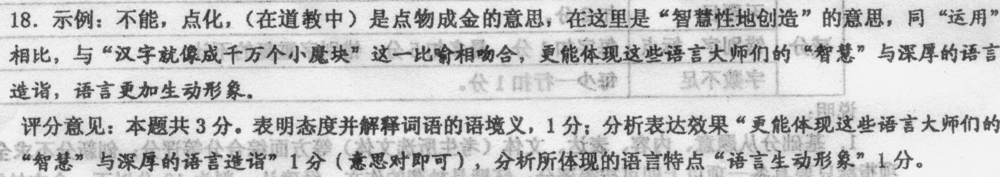 18. 示例：不能，点化，（在道教中）是点物成金的意思，在这里是“智慧性地创造”的意思，同“运用”
相比，与“汉字就像成千万个小魔块”这一比喻相吻合，更能体现这些语言大师们的“智慧”与深厚的语言
造诣，语言更加生动形象。
评分意见：本题共3分。表明态度并解释词语的语境义，1分；分析表达效果“更能体现这些语言大师们的
“智慧”与深厚的语言造诣”1分（意思对即可），分析所体现的语言特点“语言生动形象”1分。